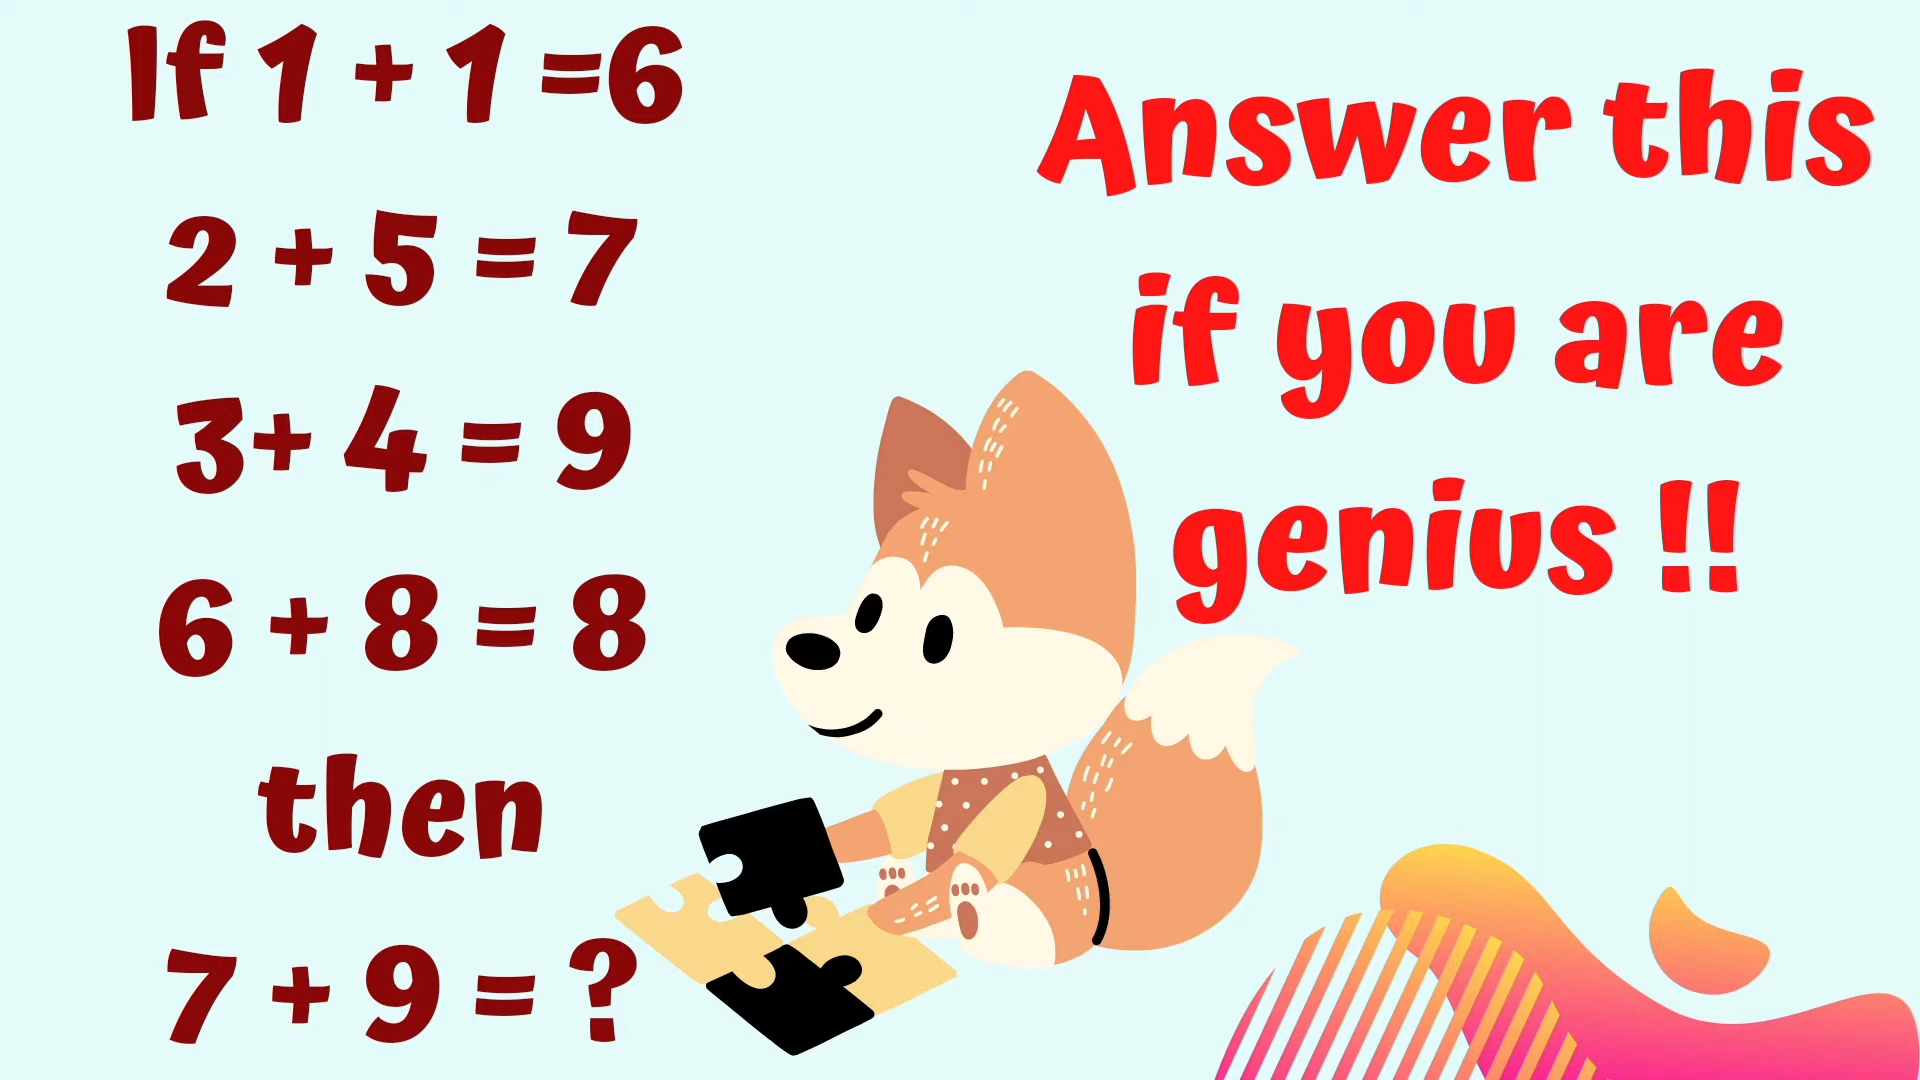 If 1 + 1 =6
2 + 5 = 7
3+ 4 = 9
6 + 8 = 8
then
7 + 9 = ?
Answer this
if you are
genius !!